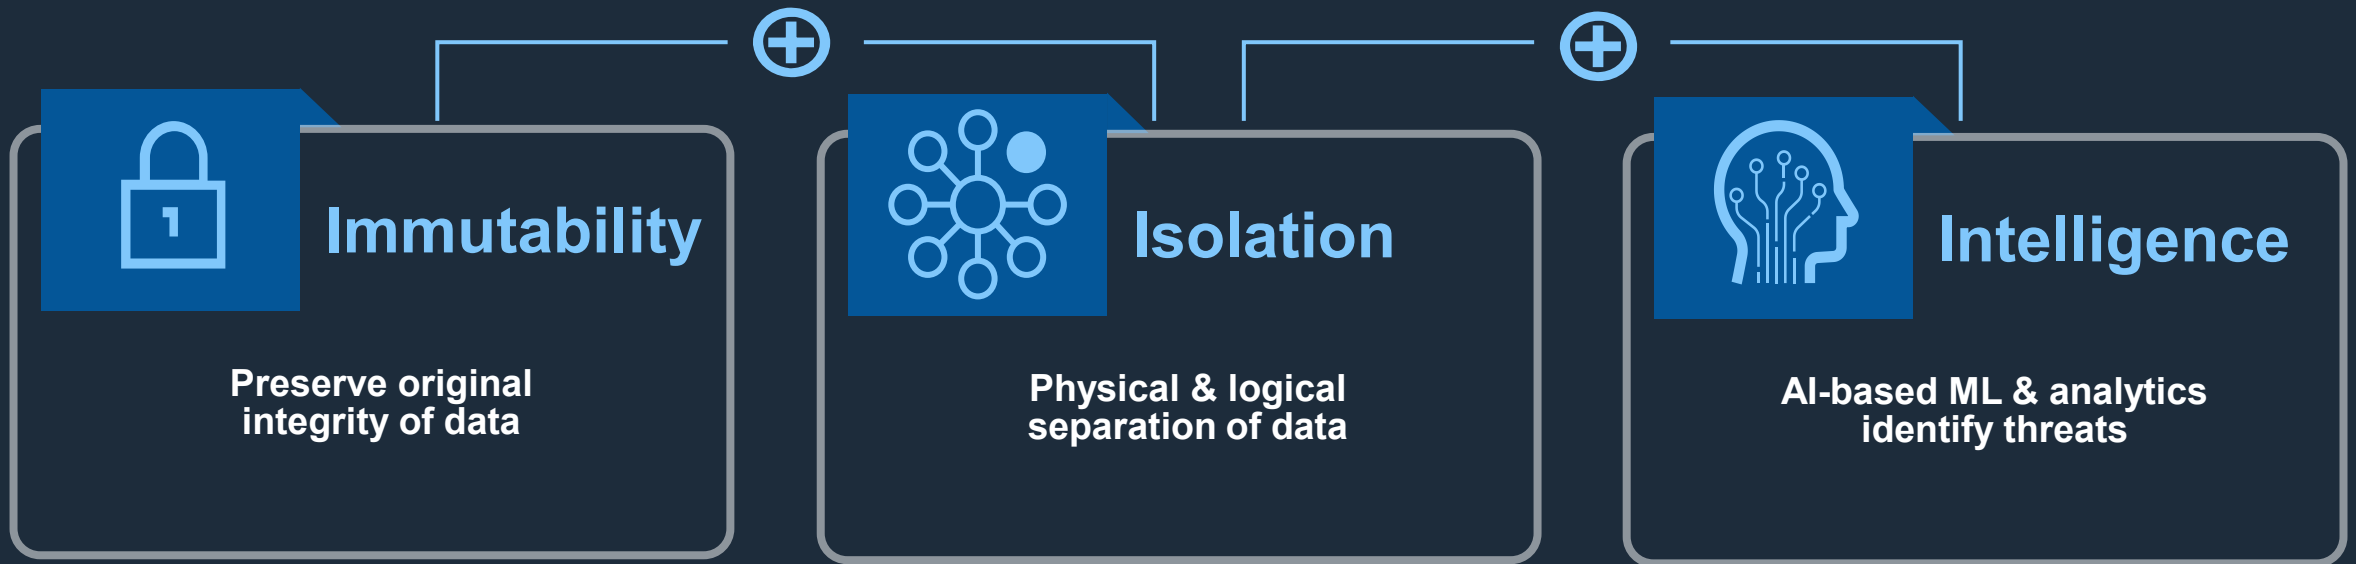 1
Immutability
Preserve original
integrity of data
Isolation
Physical & logical
separation of data
Intelligence
AI-based ML & analytics
identify threats